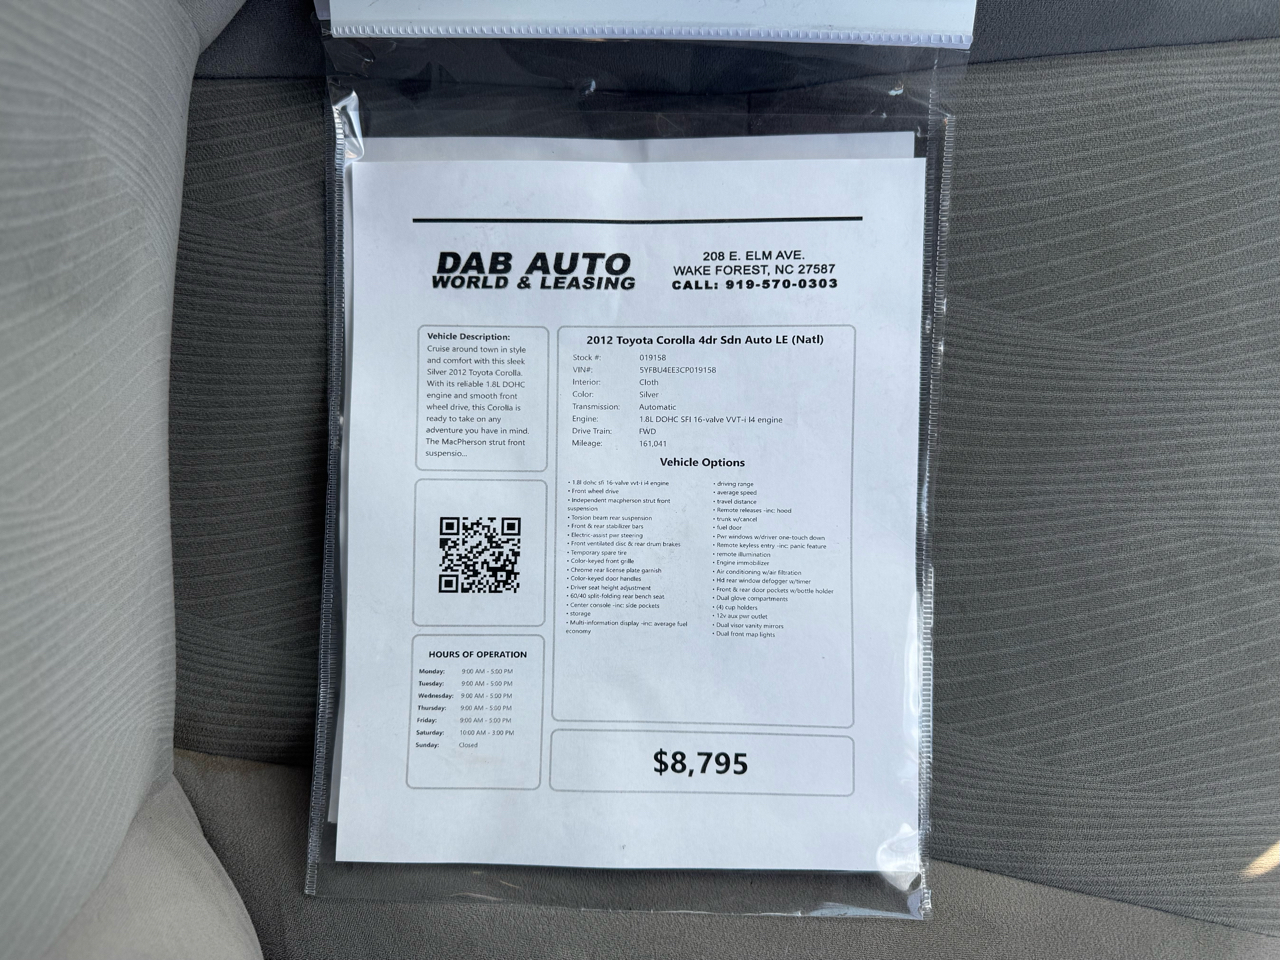 DAB AUTO
WORLD & LEASING
208 E. ELM AVE.
WAKE FOREST, NC 27587
CALL: 919-570-0303
Vehicle Description:
Cruise around town in style
and comfort with this sleek
Silver 2012 Toyota Corolla.
With its reliable 1.8L DOHC
engine and smooth front
wheel drive, this Corolla is
ready to take on any
adventure you have in mind.
The MacPherson strut front
suspensio...
2012 Toyota Corolla 4dr Sdn Auto LE (Natl)
Stock #: 019158
VIN#: 5YFBU4EE3CP019158
Interior: Cloth
Color: Silver
Transmission: Automatic
Engine: 1.8L DOHC SFI 16-valve VVT-i I4 engine
Drive Train: FWD
Mileage: 161,041
Vehicle Options
• 1.8l dohc sfi 16-valve vvt-i i4 engine
• Front wheel drive
• Independent macpherson strut front
suspension
• Torsion beam rear suspension
• Front & rear stabilizer bars
• Electric-assist pwr steering
• Front ventilated disc & rear drum brakes
• Temporary spare tire
• Color-keyed front grille
• Chrome rear license plate garnish
• Color-keyed door handles
• Driver seat height adjustment
• 60/40 split-folding rear bench seat
• Center console -inc: side pockets
• storage
• Multi-information display -inc: average fuel
economy
• driving range
• average speed
• travel distance
• Remote releases -inc: hood
• trunk w/cancel
• fuel door
• Pwr windows w/driver one-touch down
• Remote keyless entry -inc: panic feature
• remote illumination
• Engine immobilizer
• Air conditioning w/air filtration
• Hd rear window defogger w/timer
• Front & rear door pockets w/bottle holder
• Dual glove compartments
• (4) cup holders
• 12v aux pwr outlet
• Dual visor vanity mirrors
• Dual front map lights
HOURS OF OPERATION
Monday: 9:00 AM - 5:00 PM
Tuesday: 9:00 AM - 5:00 PM
Wednesday: 9:00 AM - 5:00 PM
Thursday: 9:00 AM - 5:00 PM
Friday: 9:00 AM - 5:00 PM
Saturday: 10:00 AM - 3:00 PM
Sunday: Closed
$8,795